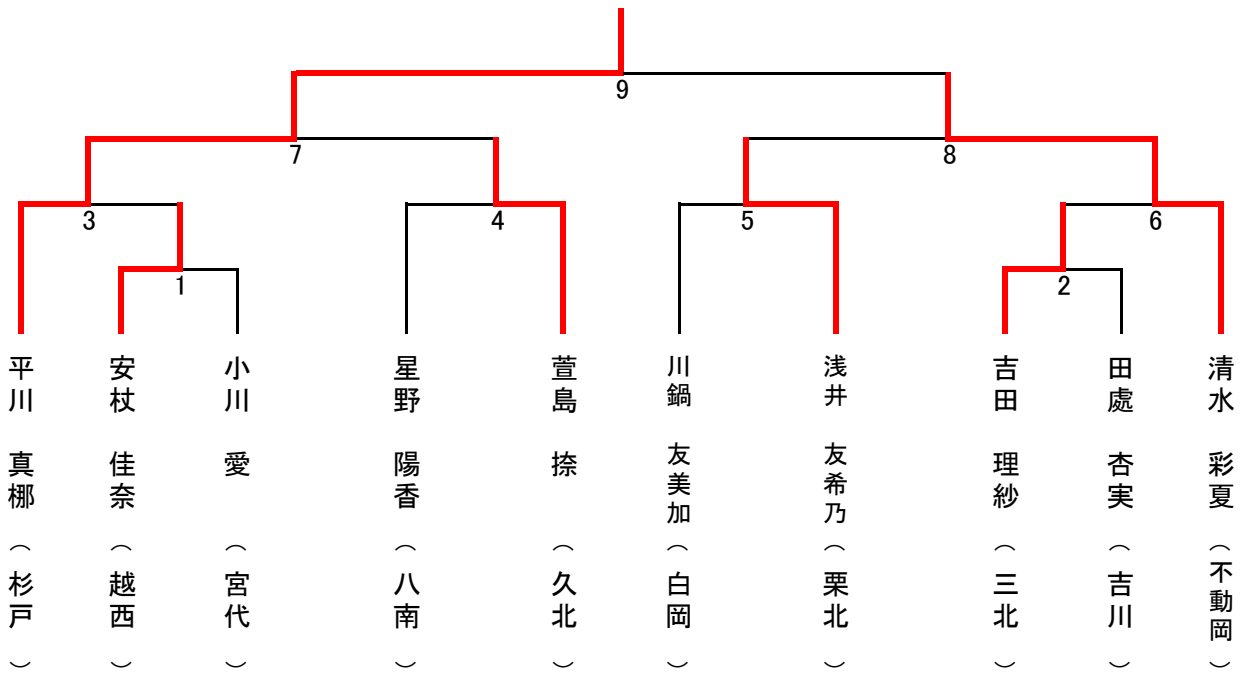 9
7
8
3
4
5
6
1
2
平川 真梛（杉戸）
安杖 佳奈（越西）
小川 愛（宮代）
星野 陽香（八南）
萱島 捺（久北）
川鍋 友美加（白岡）
浅井 友希乃（栗北）
吉田 理紗（三北）
田處 杏実（吉川）
清水 彩夏（不動岡）